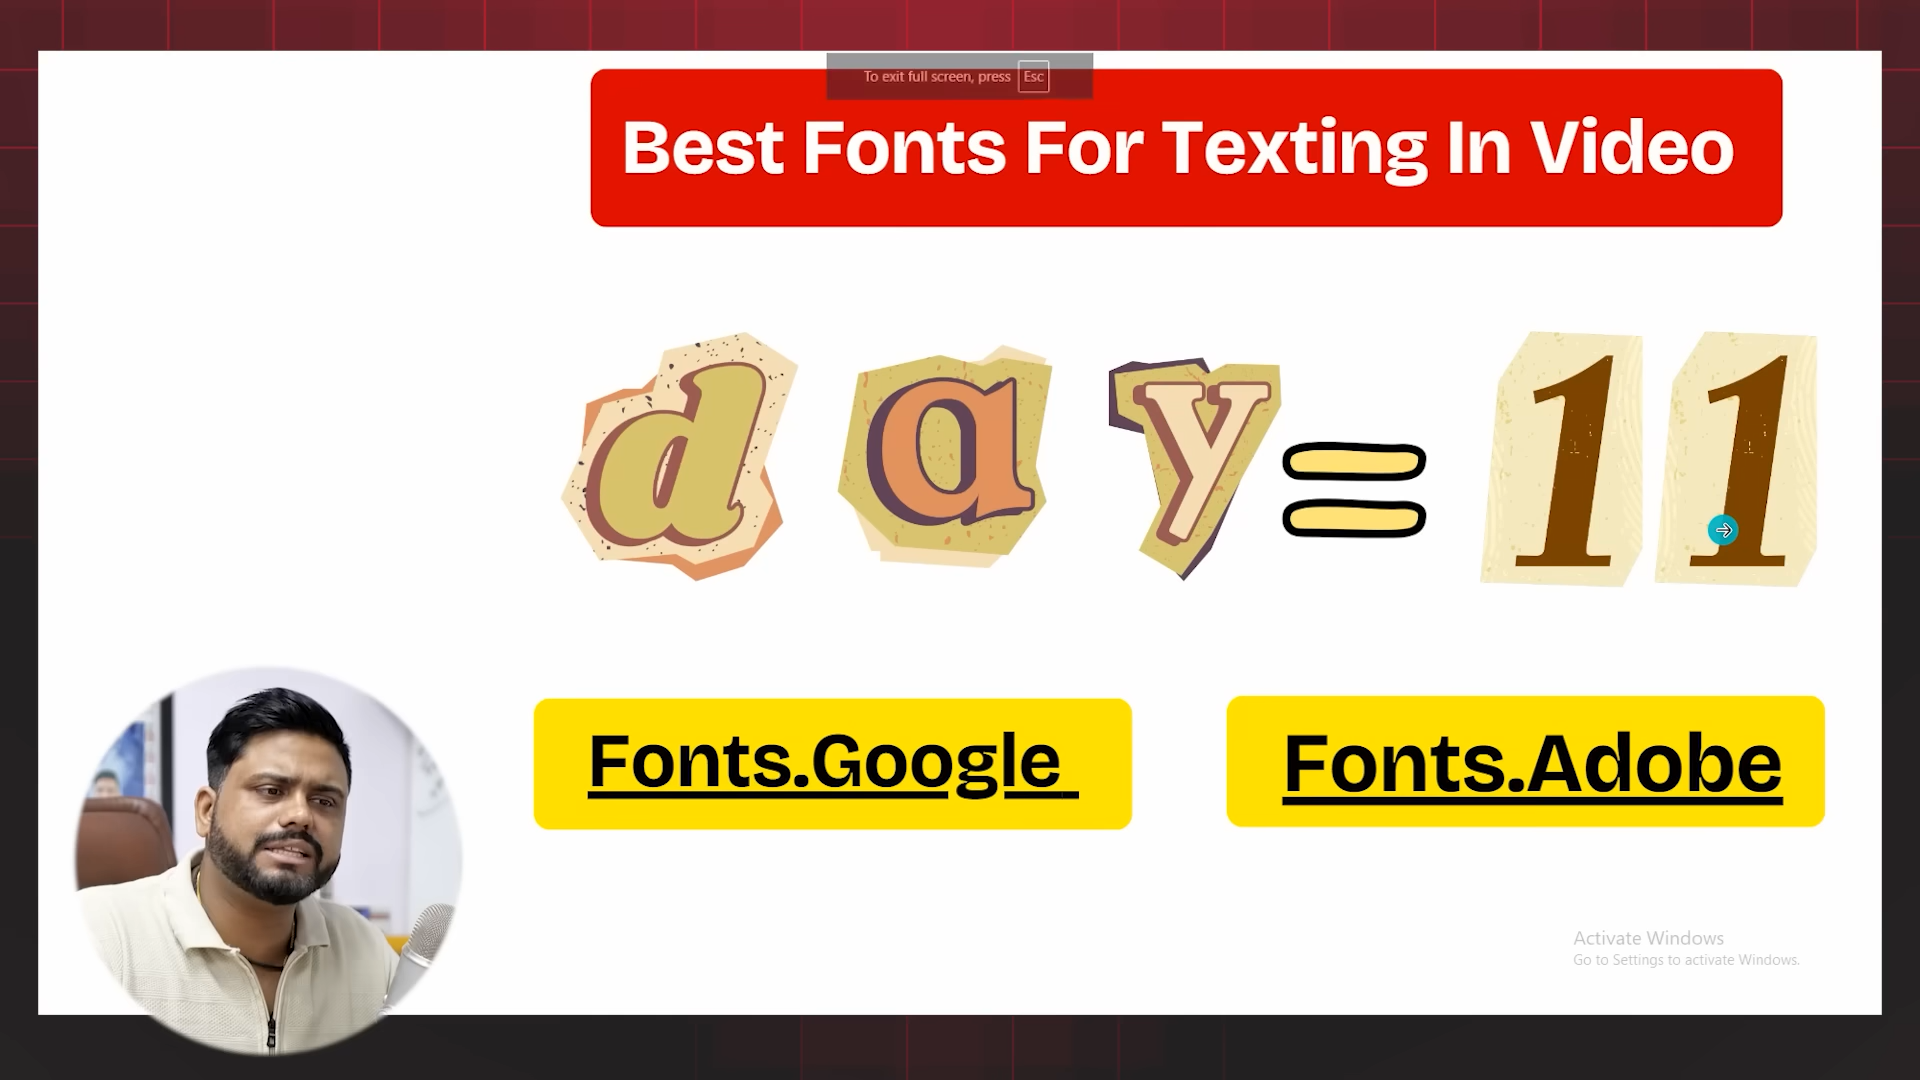 To exit full screen, press Esc
Best Fonts For Texting In Video
day=11
Fonts.Google
Fonts.Adobe
Activate Windows
Go to Settings to activate Windows.